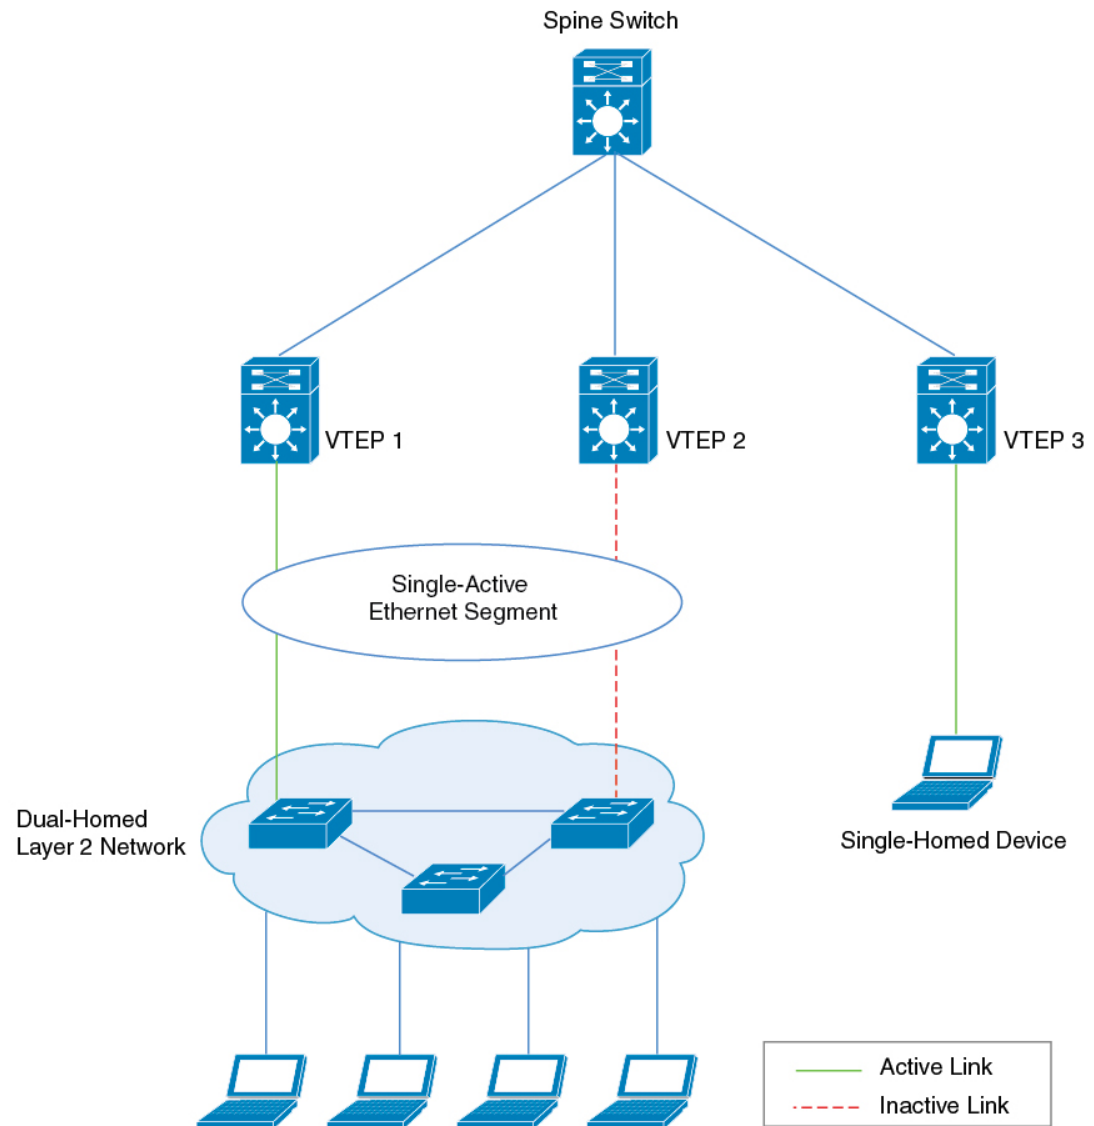 Spine Switch
VTEP 1
VTEP 2
VTEP 3
Single-Active
Ethernet Segment
Dual-Homed
Layer 2 Network
Single-Homed Device
Active Link
Inactive Link